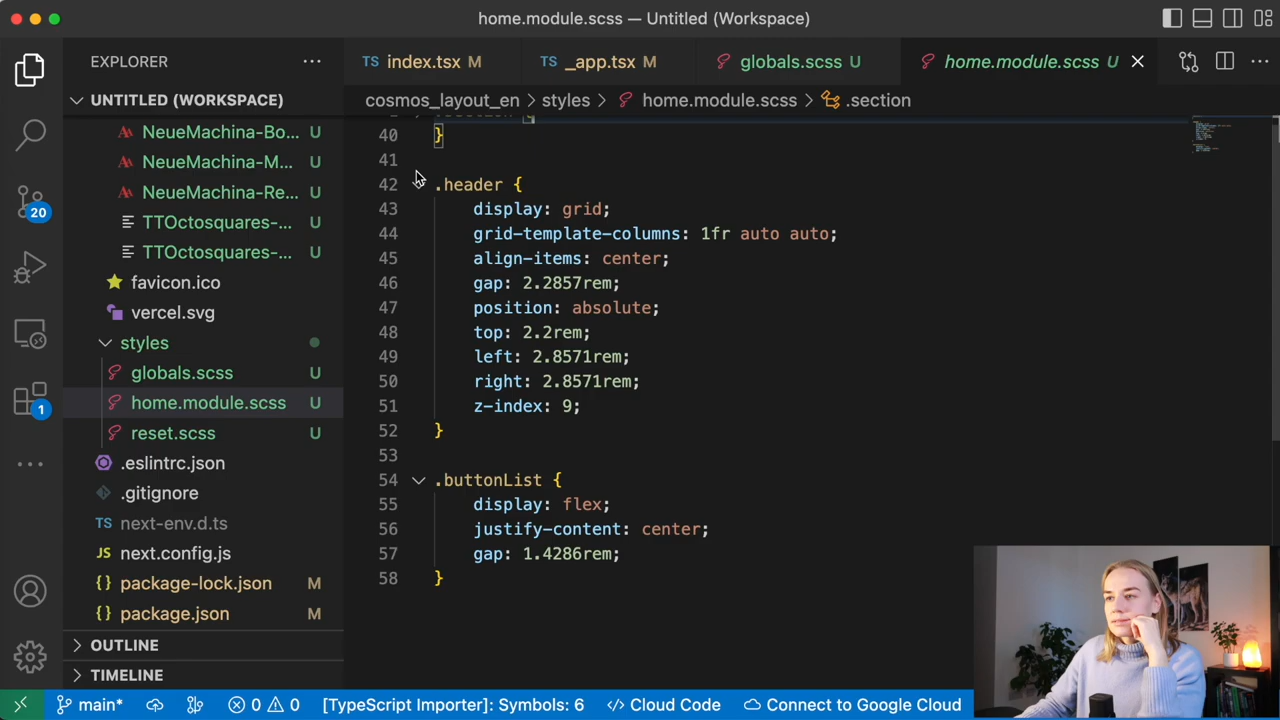 home.module.scss — Untitled (Workspace)
EXPLORER
TS index.tsx M
TS _app.tsx M
globals.scss U
home.module.scss U
UNTITLED (WORKSPACE)
cosmos_layout_en > styles > home.module.scss > .section
NeueMachina-Bo... U
NeueMachina-M... U
NeueMachina-Re... U
TTOctosquares-... U
TTOctosquares-... U
favicon.ico
vercel.svg
styles
globals.scss U
home.module.scss U
reset.scss U
.eslintrc.json
.gitignore
TS next-env.d.ts
JS next.config.js
{} package-lock.json M
{} package.json M
OUTLINE
TIMELINE
20
1
40 }
41
42 .header {
43 display: grid;
44 grid-template-columns: 1fr auto auto;
45 align-items: center;
46 gap: 2.2857rem;
47 position: absolute;
48 top: 2.2rem;
49 left: 2.8571rem;
50 right: 2.8571rem;
51 z-index: 9;
52 }
53
54 .buttonList {
55 display: flex;
56 justify-content: center;
57 gap: 1.4286rem;
58 }
main* 0 0 [TypeScript Importer]: Symbols: 6 </> Cloud Code Connect to Google Cloud